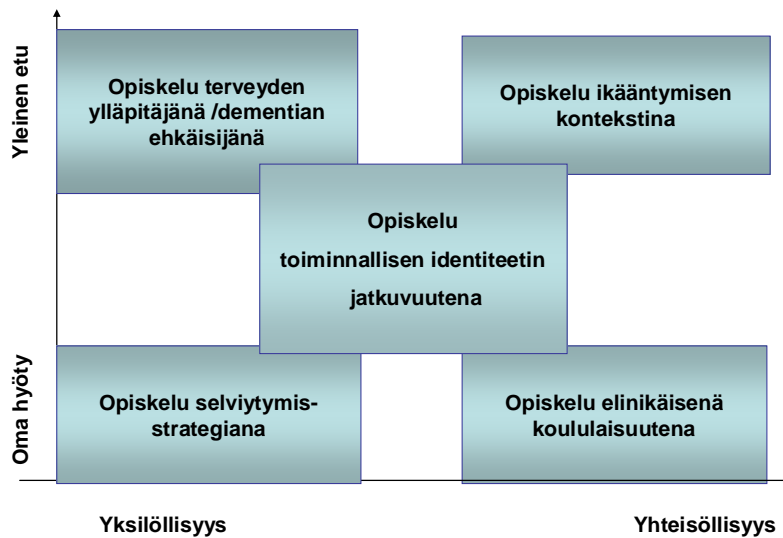 Yleinen etu
Opiskelu terveyden
ylläpitäjänä /dementian
ehkäisijänä
Opiskelu ikääntymisen
kontekstina
Opiskelu
toiminnallisen identiteetin
jatkuvuutena
Oma hyöty
Opiskelu selviytymis-
strategiana
Opiskelu elinikäisenä
koululaisuutena
Yksilöllisyys
Yhteisöllisyys